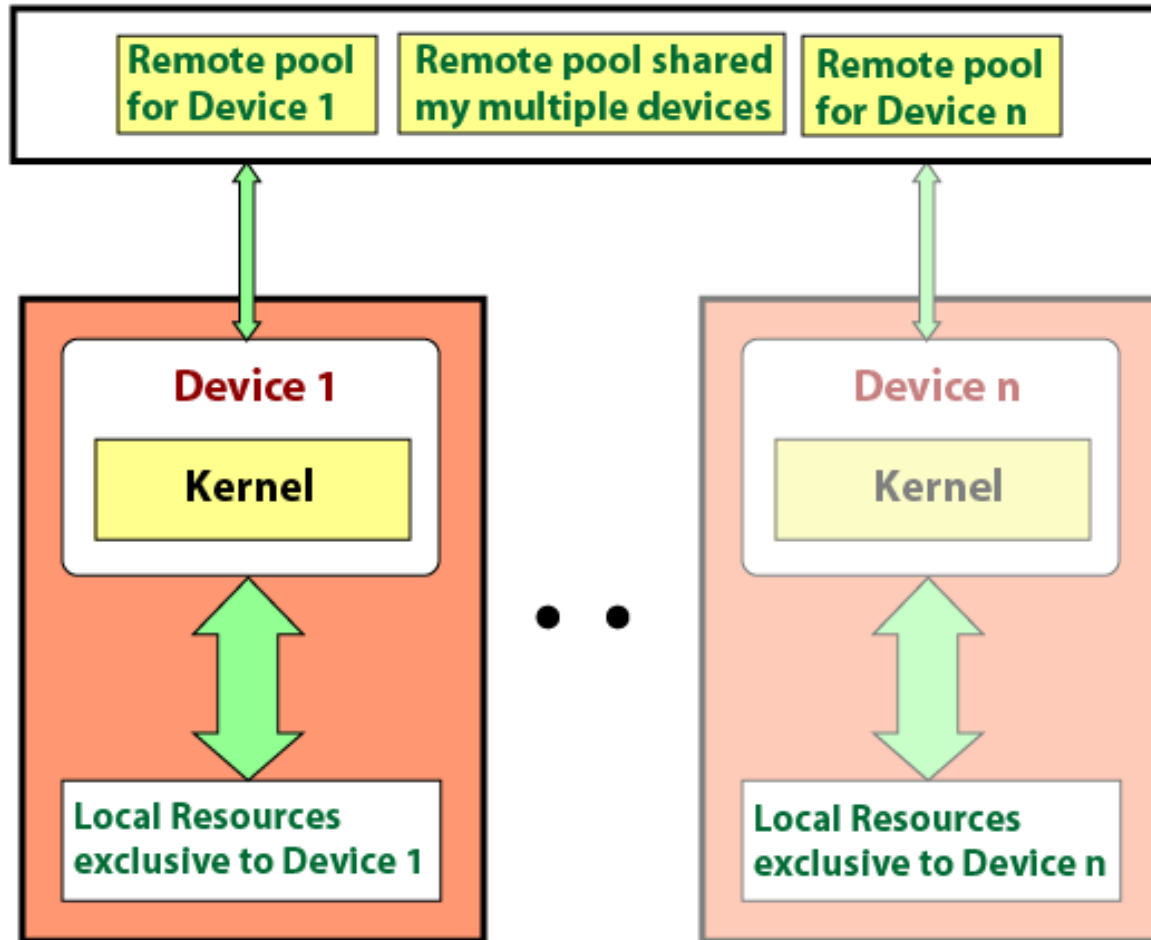 Remote pool
for Device 1
Remote pool shared
my multiple devices
Remote pool
for Device n
Device 1
Kernel
Local Resources
exclusive to Device 1
Device n
Kernel
Local Resources
exclusive to Device n